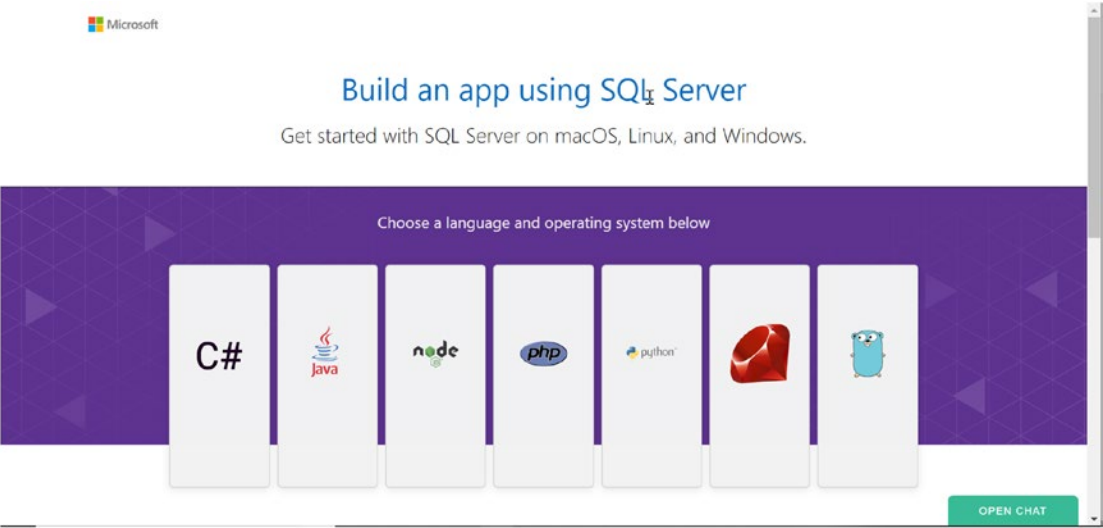 Microsoft
Build an app using SQL Server
Get started with SQL Server on macOS, Linux, and Windows.
Choose a language and operating system below
C#
Java
node
php
python
OPEN CHAT